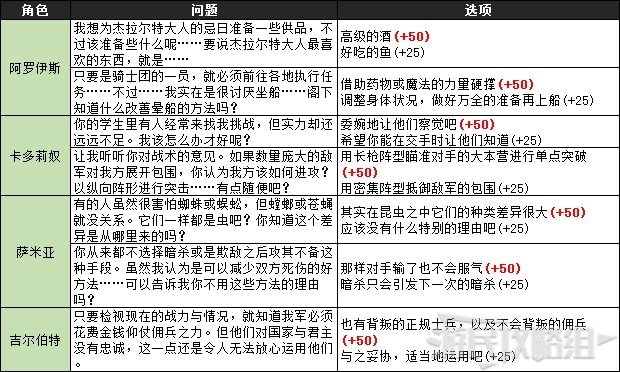 角色 问题 选项
阿罗伊斯
我想为杰拉尔特大人的忌日准备一些供品，不
过该准备些什么呢……要说杰拉尔特大人最喜
欢的东西，就是……
高级的酒(+50)
好吃的鱼(+25)
只要是骑士团的一员，就必须前往各地执行任
务……不过……我实在是很讨厌坐船……阁下
知道什么改善晕船的方法吗？
借助药物或魔法的力量硬撑(+50)
调整身体状况，做好万全的准备再上船(+25)
卡多莉奴
你的学生里有人经常来找我挑战，但实力却还
远远不足。我该怎么办才好呢？
委婉地让他们察觉吧(+50)
希望你能在交手时让他们知道(+25)
让我听听你对战术的意见。如果数量庞大的敌
军对我方展开包围，你认为我方该如何进攻？
以纵向阵形进行突击……有点随便吧？
用长枪阵型瞄准对手的大本营进行单点突破
(+50)
用密集阵型抵御敌军的包围(+25)
萨米亚
有的人虽然很害怕蜘蛛或蜈蚣，但螳螂或苍蝇
就没关系。它们一样都是虫吧？你知道这个差
异是从哪里来的吗？
其实在昆虫之中它们的种类差异很大(+50)
应该没有什么特别的理由吧(+25)
你从来都不选择暗杀或是欺敌之后攻其不备这
种手段。虽然我认为是可以减少双方死伤的好
方法……可以告诉我你不用这些方法的理由
吗？
那样对手输了也不会服气(+50)
暗杀只会引发下一次的暗杀(+25)
吉尔伯特
只要检视现在的战力与情况，就知道我军必须
花费金钱仰仗佣兵之力。但他们对国家与君主
没有忠诚，这一点还是令人无法放心运用他们
。
也有背叛的正规士兵，以及不会背叛的佣兵
(+50)
与之妥协，适当地运用吧(+25)
游民攻略组